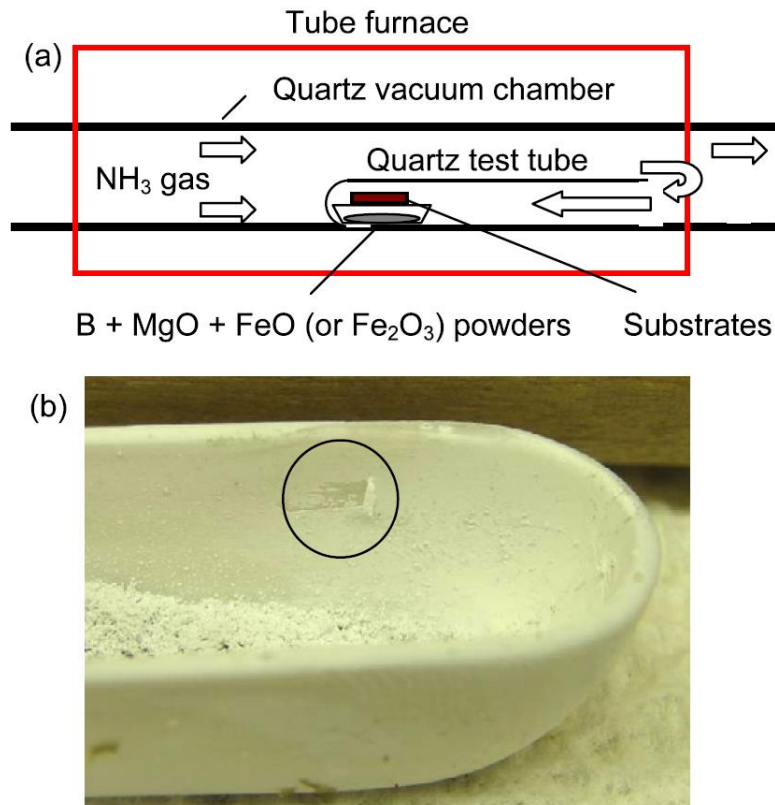 Tube furnace
(a)
Quartz vacuum chamber
Quartz test tube
NH₃ gas
B + MgO + FeO (or Fe₂O₃) powders
Substrates
(b)